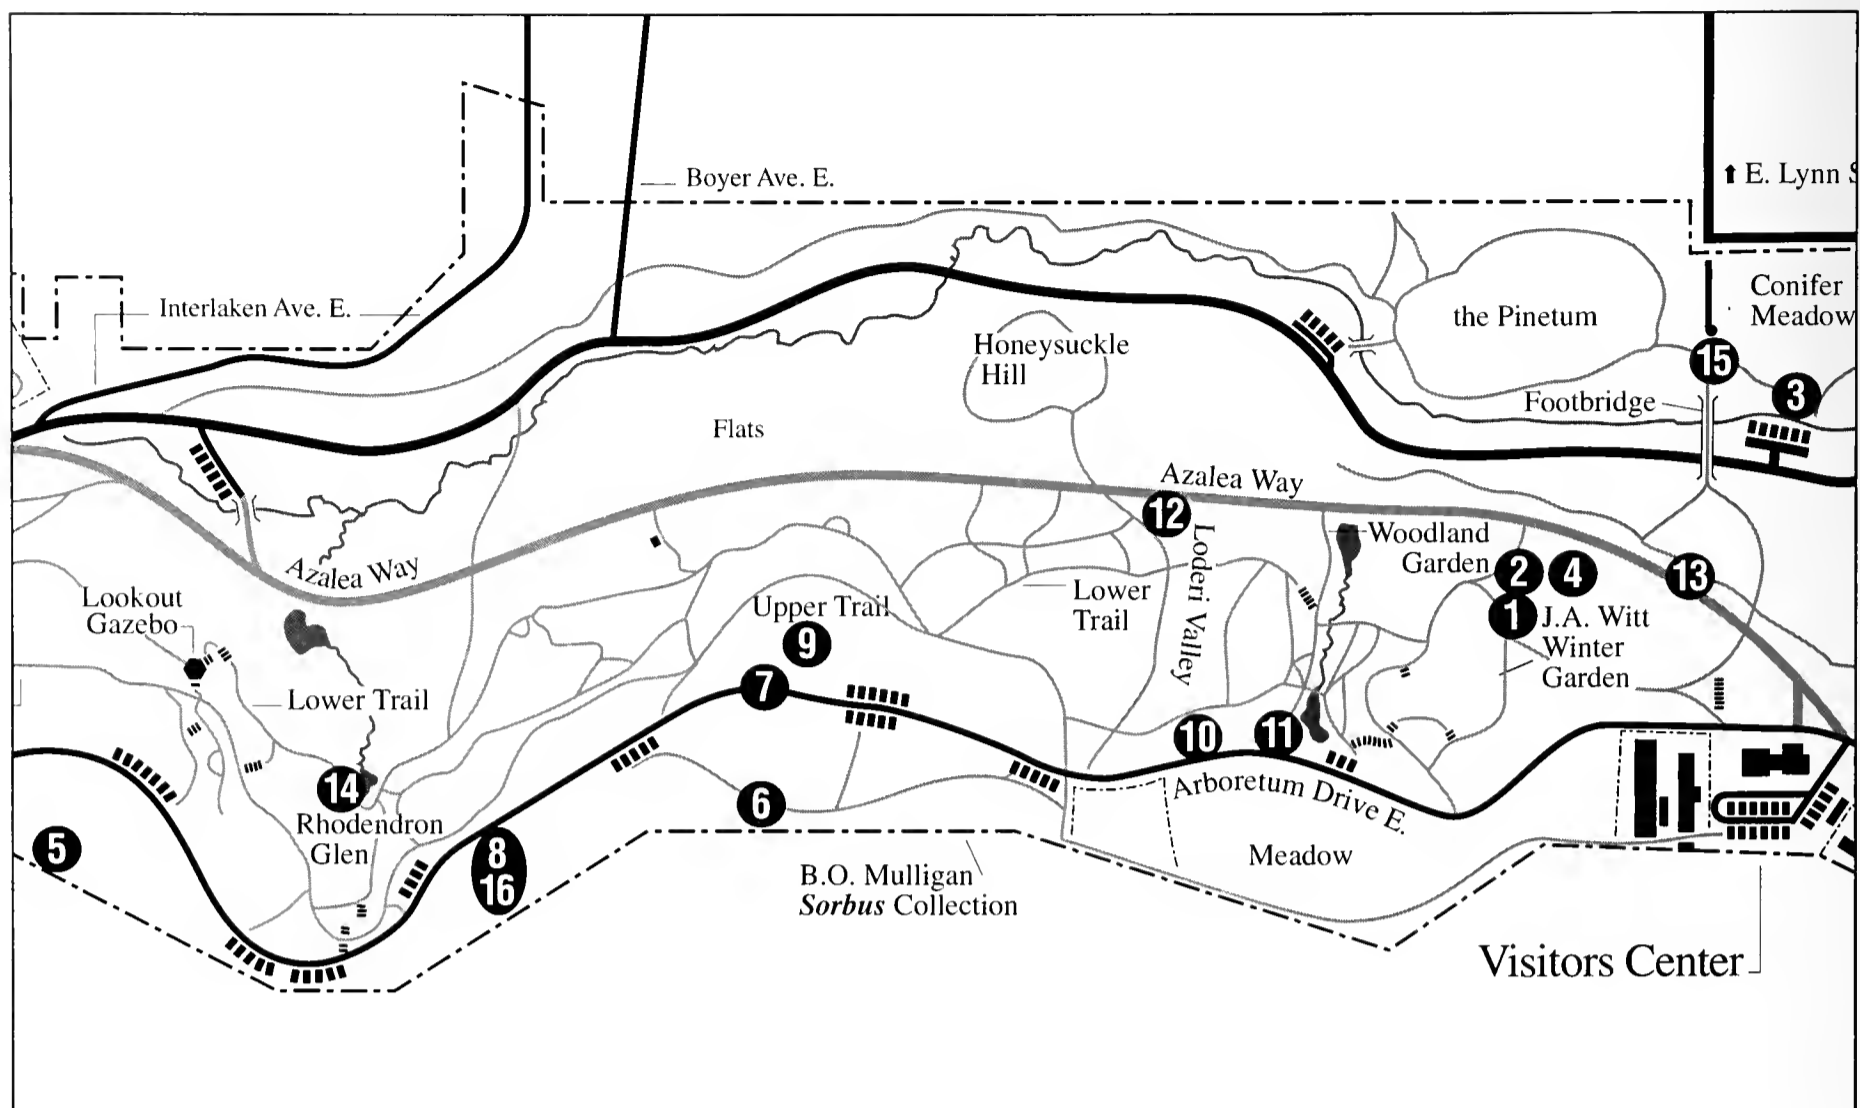 Boyer Ave. E.
E. Lynn
Interlaken Ave. E.
Conifer
Meadow
the Pinetum
Honeysuckle
Hill
15
3
Footbridge
Flats
Azalea Way
12
Woodland
Garden
Loderi Valley
Azalea Way
2
4
13
Lookout
Gazebo
Lower
Trail
Upper Trail
9
1
J.A. Witt
Winter
Garden
Lower Trail
7
10
11
14
6
Arboretum Drive E.
Rhodendron
Glen
5
8
16
Meadow
B.O. Mulligan
Sorbus Collection
Visitors Center